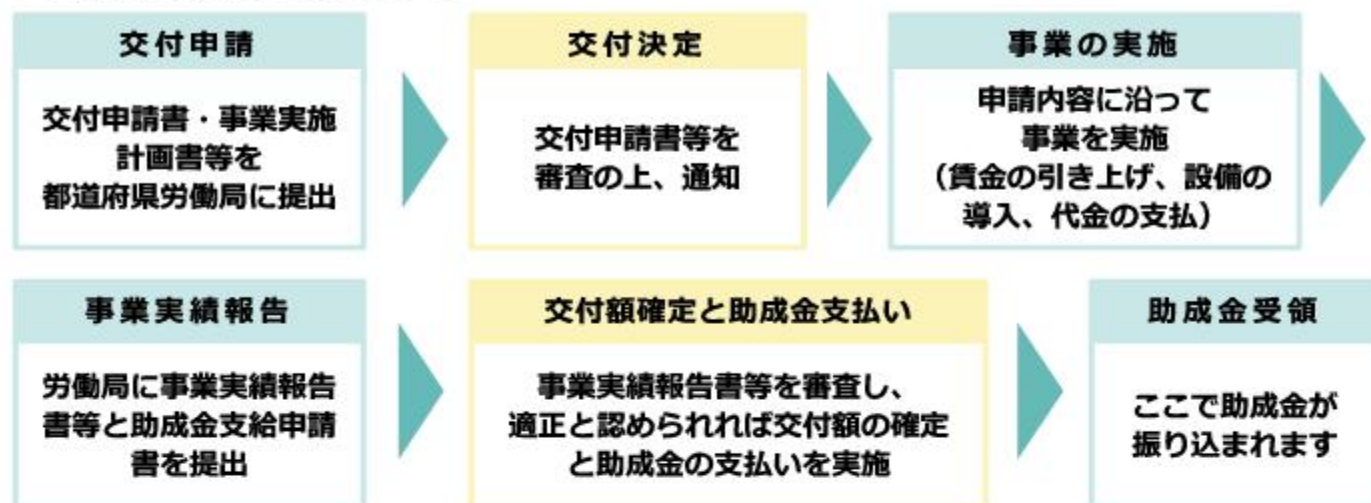 交付申請
交付申請書・事業実施
計画書等を
都道府県労働局に提出
交付決定
交付申請書等を
審査の上、通知
事業の実施
申請内容に沿って
事業を実施
（賃金の引き上げ、設備の
導入、代金の支払）
事業実績報告
労働局に事業実績報告
書等と助成金支給申請
書を提出
交付額確定と助成金支払い
事業実績報告書等を審査し、
適正と認められれば交付額の確定
と助成金の支払いを実施
助成金受領
ここで助成金が
振り込まれます